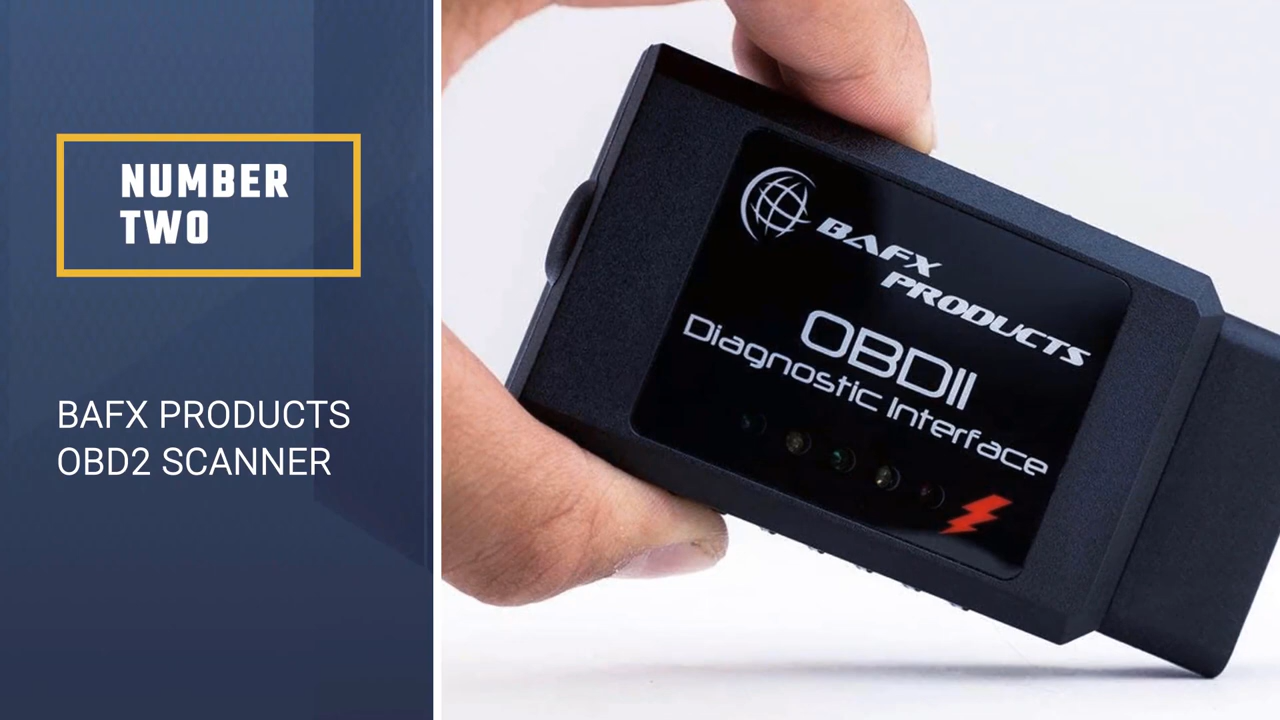 NUMBER
TWO
BAFX PRODUCTS
OBD2 SCANNER
BAFX
PRODUCTS
OBDII
Diagnostic Interface